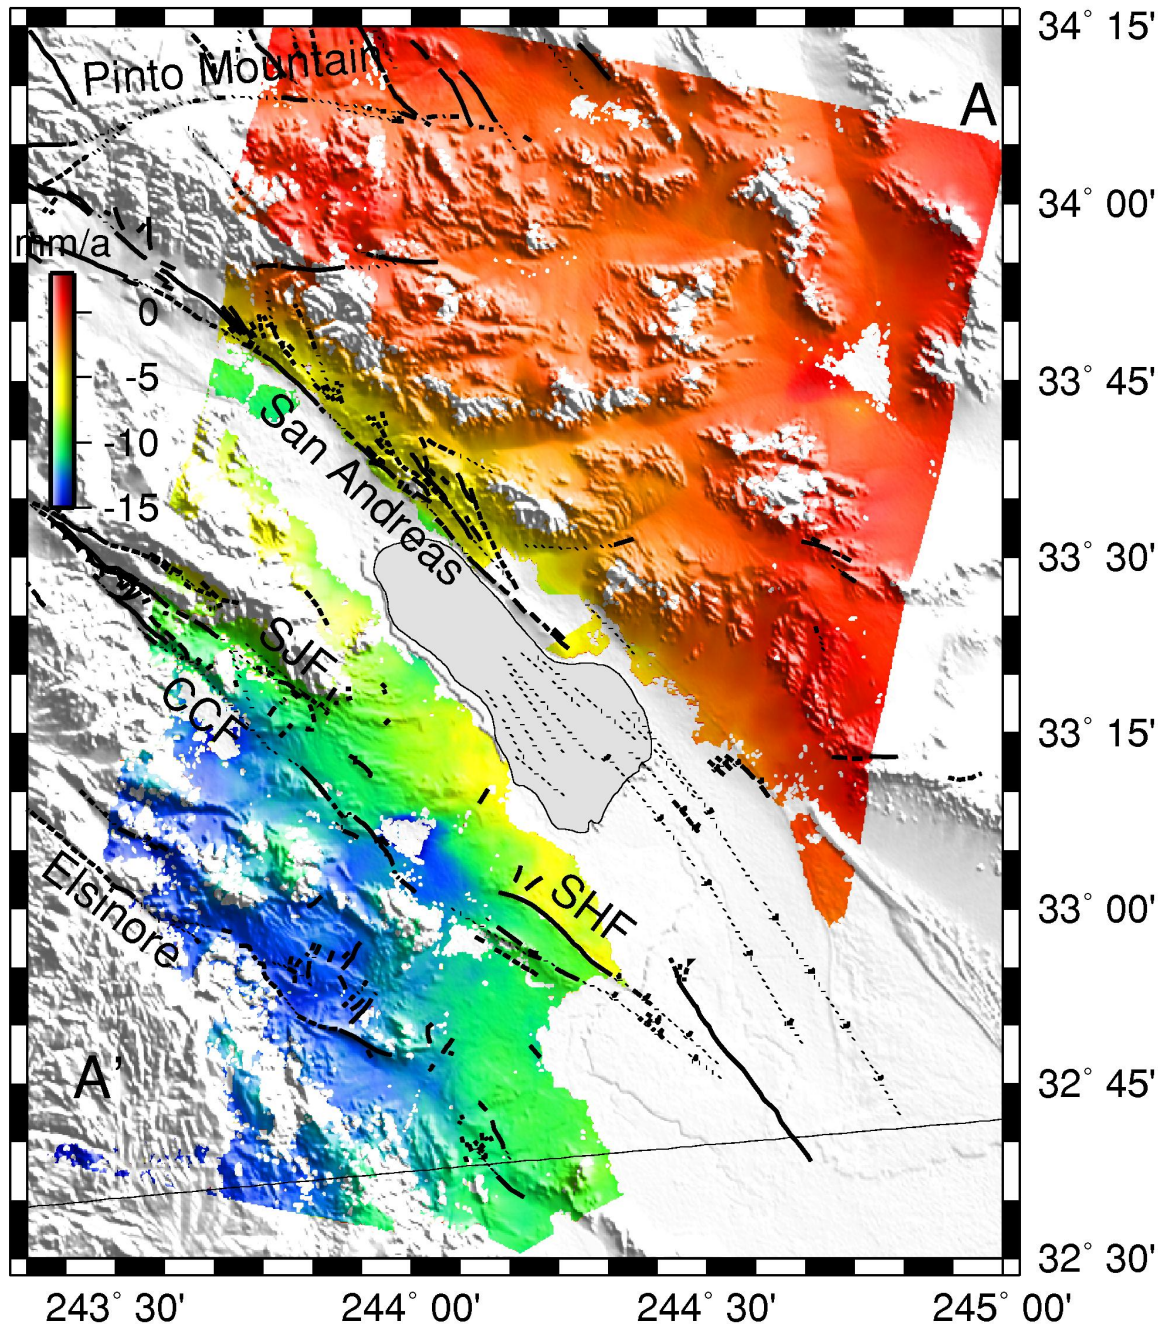 Pinto Mountain
A
mm/a
0
-5
-10
-15
San Andreas
SJF
CCF
Elsinore
SHF
A'
34° 15'
34° 00'
33° 45'
33° 30'
33° 15'
33° 00'
32° 45'
32° 30'
243° 30'
244° 00'
244° 30'
245° 00'